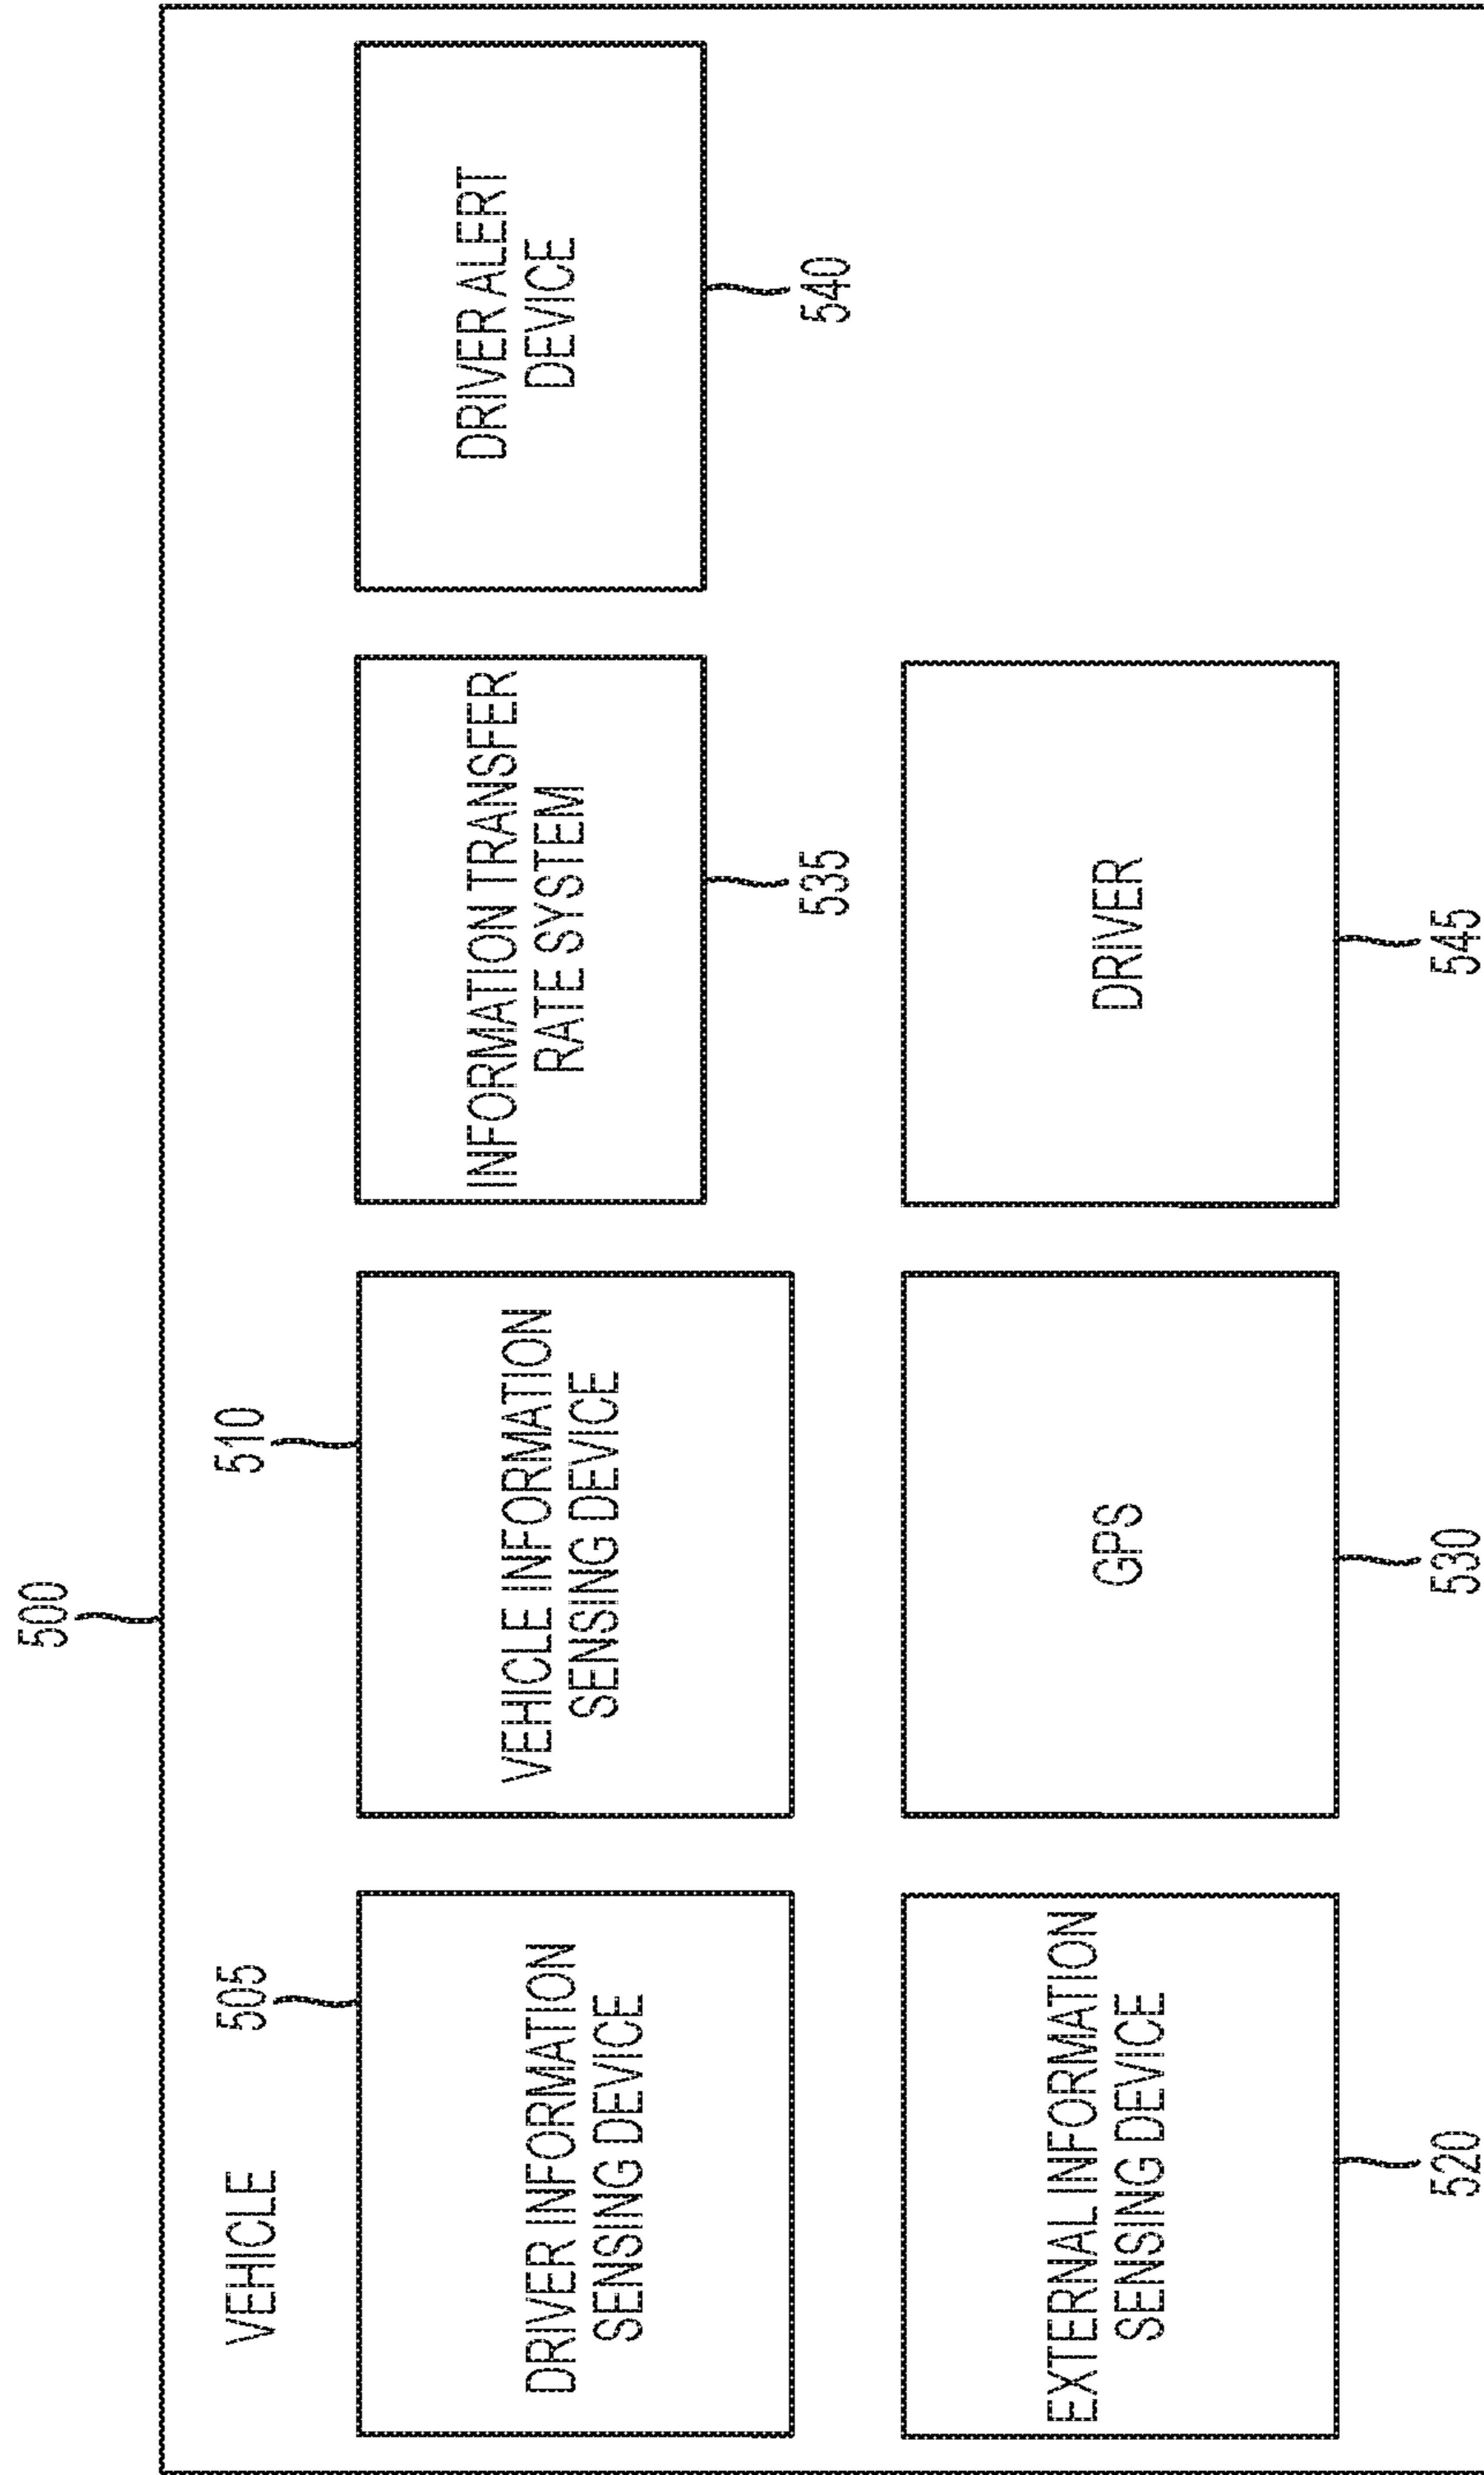 500
VEHICLE
505
510
DRIVER INFORMATION
SENSING DEVICE
VEHICLE INFORMATION
SENSING DEVICE
INFORMATION TRANSFER
RATE SYSTEM
535
DRIVER ALERT
DEVICE
540
EXTERNAL INFORMATION
SENSING DEVICE
520
GPS
530
DRIVER
545